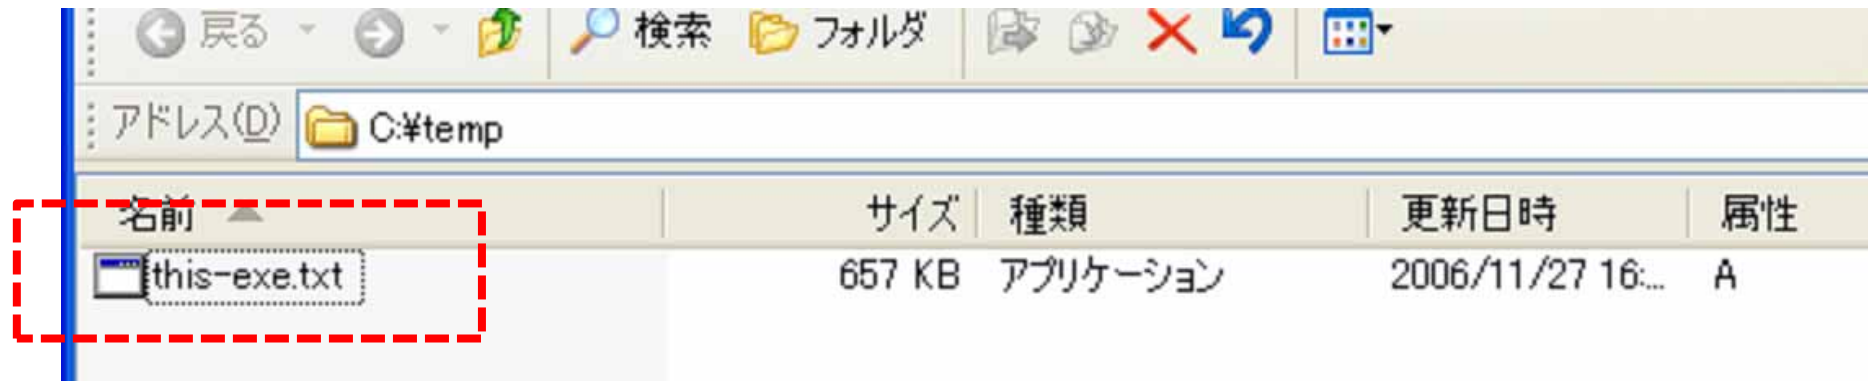 戻る 検索 フォルダ
アドレス(D) C:¥temp
名前 サイズ 種類 更新日時 属性
this-exe.txt 657 KB アプリケーション 2006/11/27 16:... A